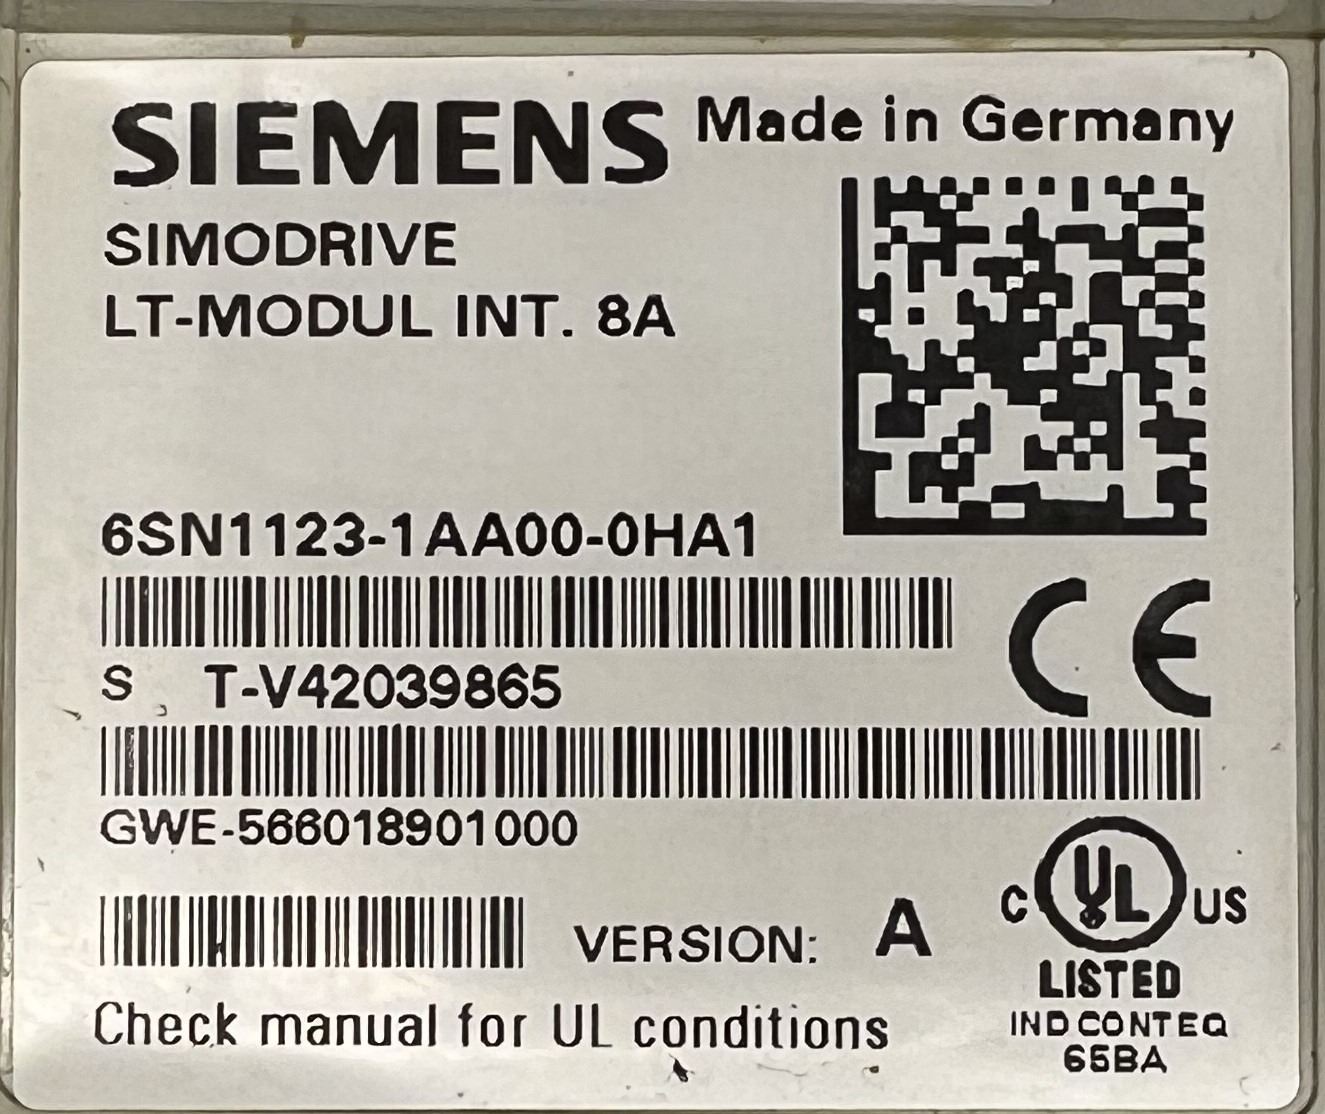 SIEMENS Made in Germany
SIMODRIVE
LT-MODUL INT. 8A
6SN1123-1AA00-0HA1
S T-V42039865
GWE-566018901000
VERSION: A
C UL US
LISTED
IND CONT EQ
65BA
Check manual for UL conditions